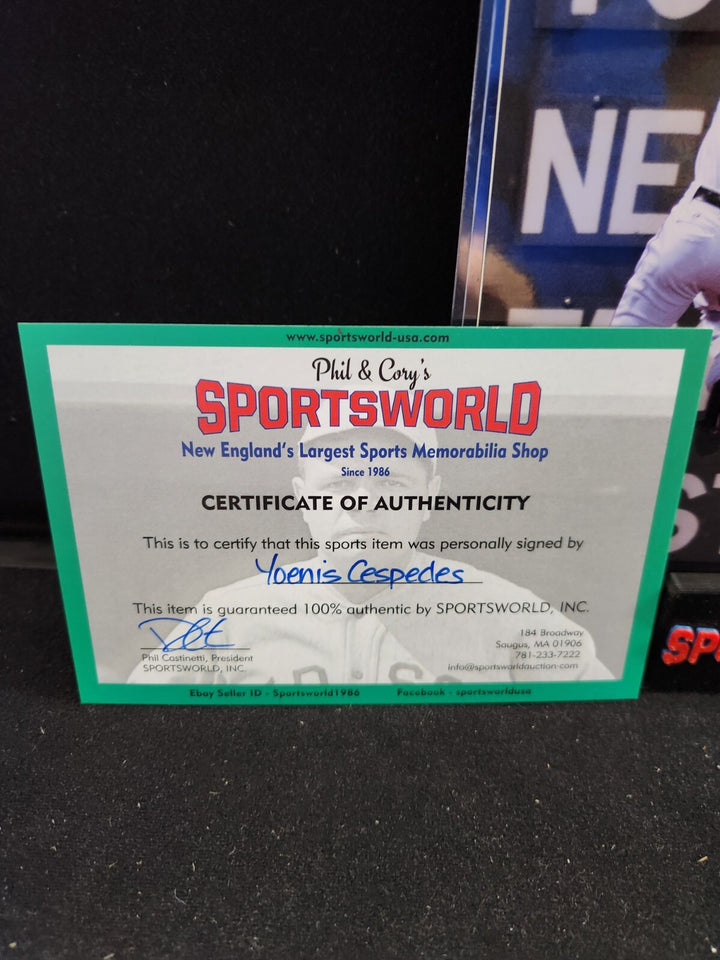 NE
www.sportsworld-usa.com
Phil & Cory's
SPORTSWORLD
New England's Largest Sports Memorabilia Shop
Since 1986
CERTIFICATE OF AUTHENTICITY
This is to certify that this sports item was personally signed by
Yoenis Cespedes
This item is guaranteed 100% authentic by SPORTSWORLD, INC.
Phil Castinetti, President
SPORTSWORLD, INC.
184 Broadway
Saugus, MA 01906
781-233-7222
info@sportsworldauction.com
Ebay Seller ID - Sportsworld1986
Facebook - sportsworldusa
SP